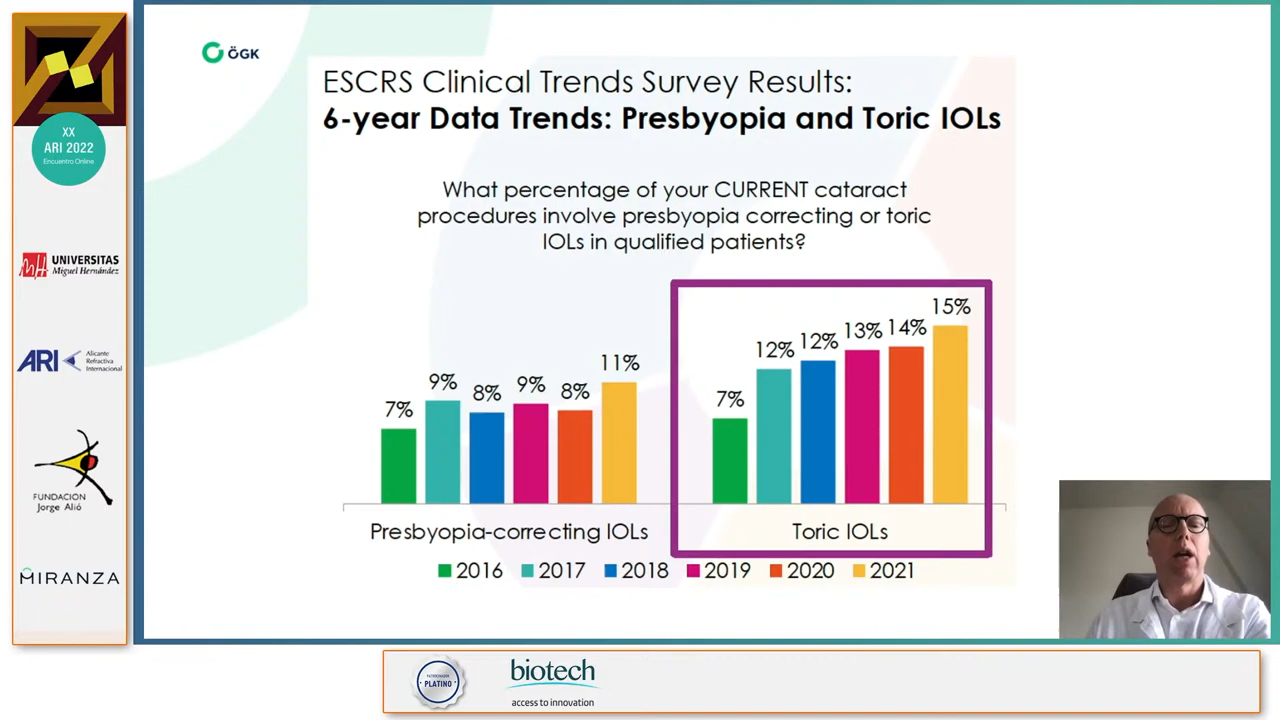 XX
ARI 2022
Encuentro Online
UNIVERSITAS
Miguel Hernández
ARI
Alicante
Refractiva
Internacional
FUNDACION
Jorge Alió
MIRANZA
ÖGK
ESCRS Clinical Trends Survey Results:
6-year Data Trends: Presbyopia and Toric IOLs
What percentage of your CURRENT cataract
procedures involve presbyopia correcting or toric
IOLs in qualified patients?
7% 9% 8% 9% 8% 11%
7% 12% 12% 13% 14% 15%
Presbyopia-correcting IOLs
Toric IOLs
2016 2017 2018 2019 2020 2021
PATROCINADOR
PLATINO
biotech
access to innovation